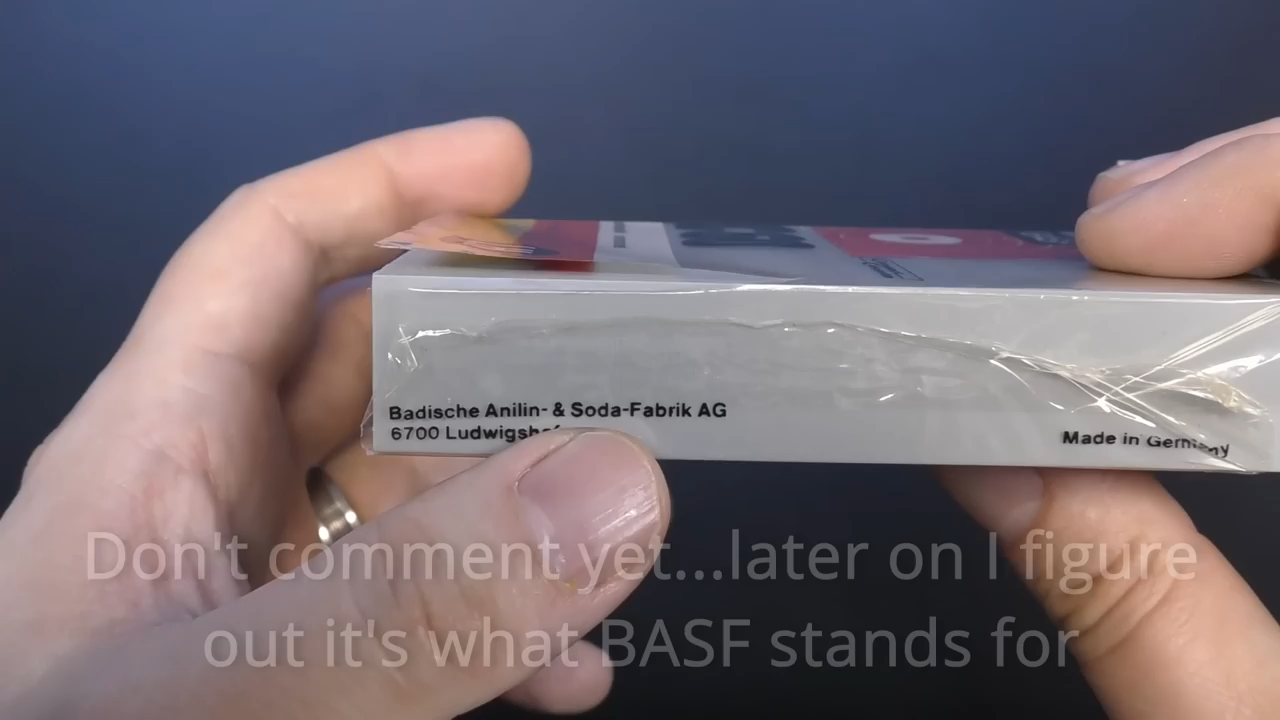 Badische Anilin- & Soda-Fabrik AG
6700
Made in Germany
Don't comment yet...later on I figure
out it's what BASF stands for